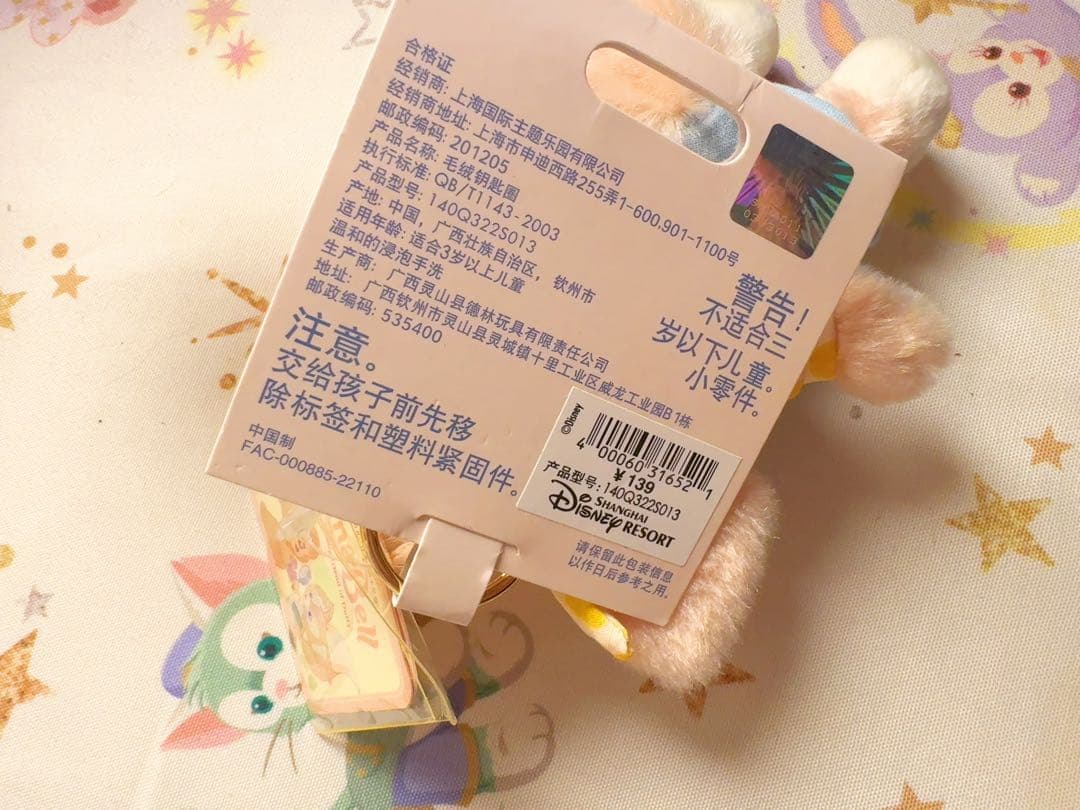 合格证
经销商: 上海国际主题乐园有限公司
经销商地址: 上海市申迪西路255弄1-600,901-1100号
邮政编码: 201205
产品名称: 毛绒钥匙圈
执行标准: QB/T1143-2003
产品型号: 140Q322S013
产地: 中国, 广西壮族自治区, 钦州市
适用年龄: 适合3岁以上儿童
温和的浸泡手洗
生产商: 广西灵山县德林玩具有限责任公司
地址: 广西钦州市灵山县灵城镇十里工业区威龙工业园B1栋
邮政编码: 535400
警告!
不适合三
岁以下儿童。
小零件。
注意。
交给孩子前先移
除标签和塑料紧固件。
中国制
FAC-000885-22110
©Disney
4 00060 31652 1
¥139
产品型号: 140Q322S013
SHANGHAI
DISNEY RESORT
请保留此包装信息
以作日后参考之用.